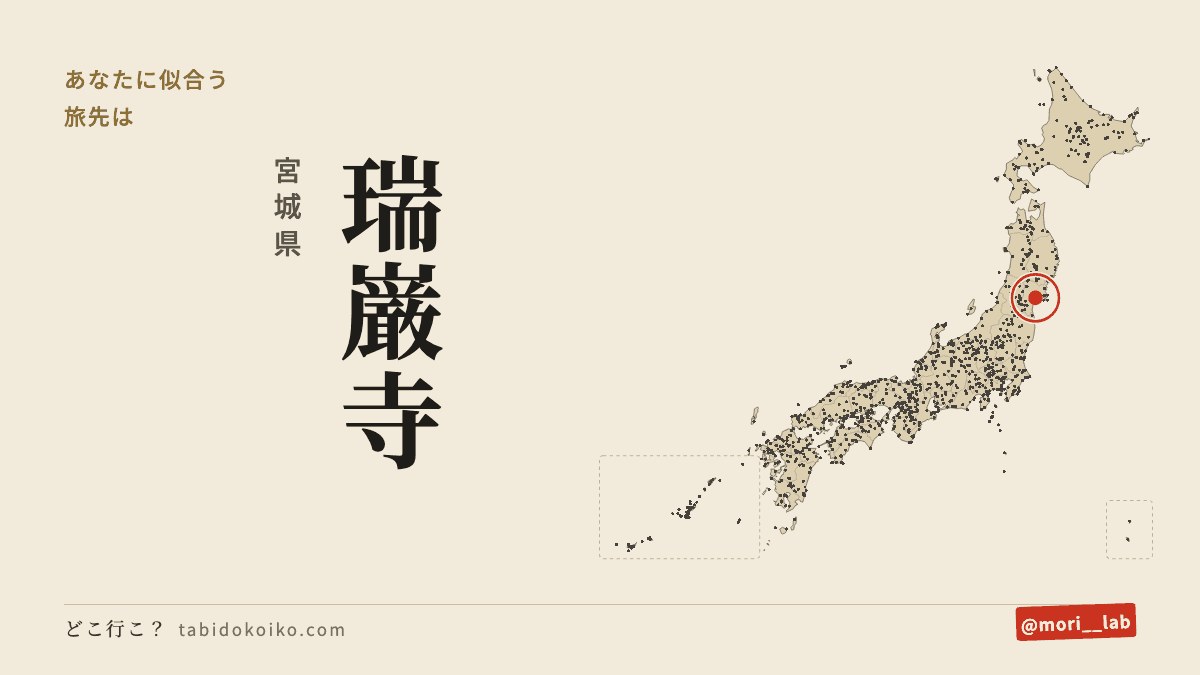 あなたに似合う
旅先は
瑞巌寺
宮城県
どこ行こ？ tabidokoiko.com
@mori__lab